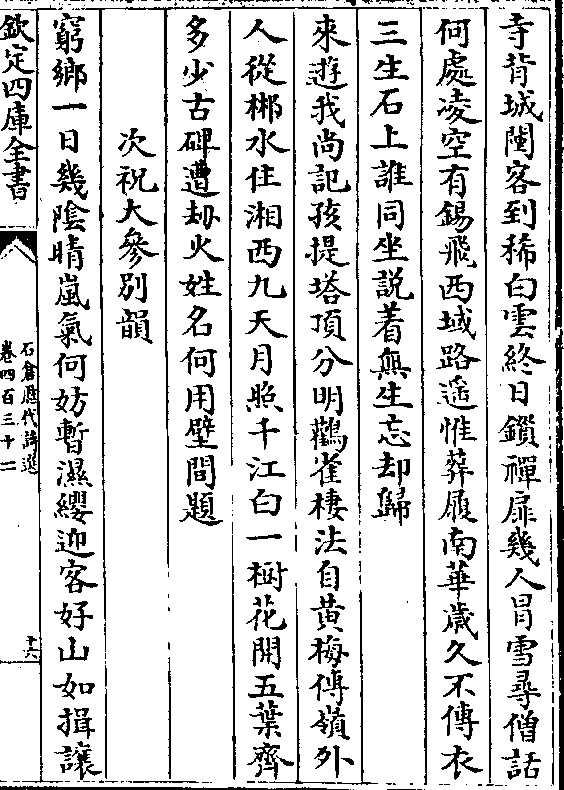 寺背城闉客到稀白雲終日鎖禪扉幾人冒雪尋僧話
何處凌空有錫飛西域路遥惟葬履南華歲久不傳衣
三生石上誰同坐説着無生忘却歸
來遊我尚記孩提塔頂分明鸛雀棲法自黄梅傳嶺外
人從郴水住湘西九天月照千江白一樹花開五葉齊
多少古碑遭刼火姓名何用壁間題
次祝大參别韻
窮鄉一日幾陰晴嵐氣何妨暫濕纓迎客好山如揖讓
欽定四庫全書
石倉歷代詩選
卷四百三十二
十六